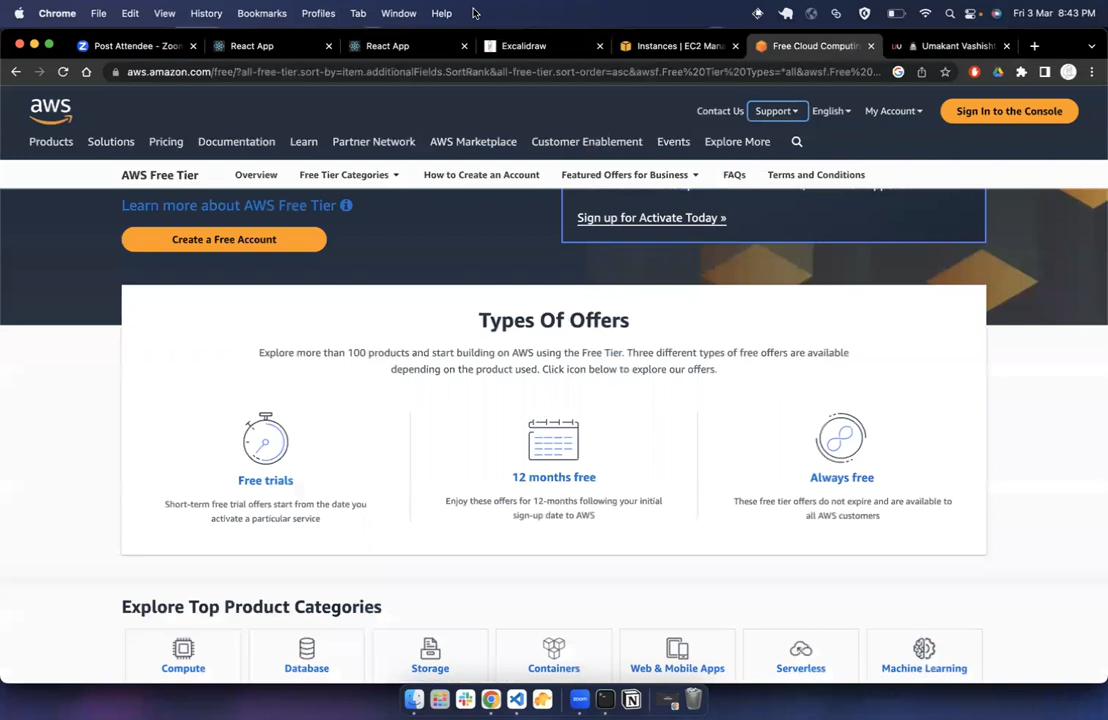 Chrome File Edit View History Bookmarks Profiles Tab Window Help Fri 3 Mar 8:43 PM
Post Attendee - Zoom React App React App Excalidraw Instances | EC2 Man Free Cloud Computin Umakant Vashisht
aws.amazon.com/free/?all-free-tier.sort-by=item.additionalFields.SortRank&all-free-tier.sort-order=asc&awsf.Free%20Tier%20Types=*all&awsf.Free%20...
aws
Contact Us Support English My Account Sign In to the Console
Products Solutions Pricing Documentation Learn Partner Network AWS Marketplace Customer Enablement Events Explore More
AWS Free Tier Overview Free Tier Categories How to Create an Account Featured Offers for Business FAQs Terms and Conditions
Learn more about AWS Free Tier
Sign up for Activate Today »
Create a Free Account
Types Of Offers
Explore more than 100 products and start building on AWS using the Free Tier. Three different types of free offers are available
depending on the product used. Click icon below to explore our offers.
Free trials
Short-term free trial offers start from the date you
activate a particular service
12 months free
Enjoy these offers for 12-months following your initial
sign-up date to AWS
Always free
These free tier offers do not expire and are available to
all AWS customers
Explore Top Product Categories
Compute Database Storage Containers Web & Mobile Apps Serverless Machine Learning
zoom